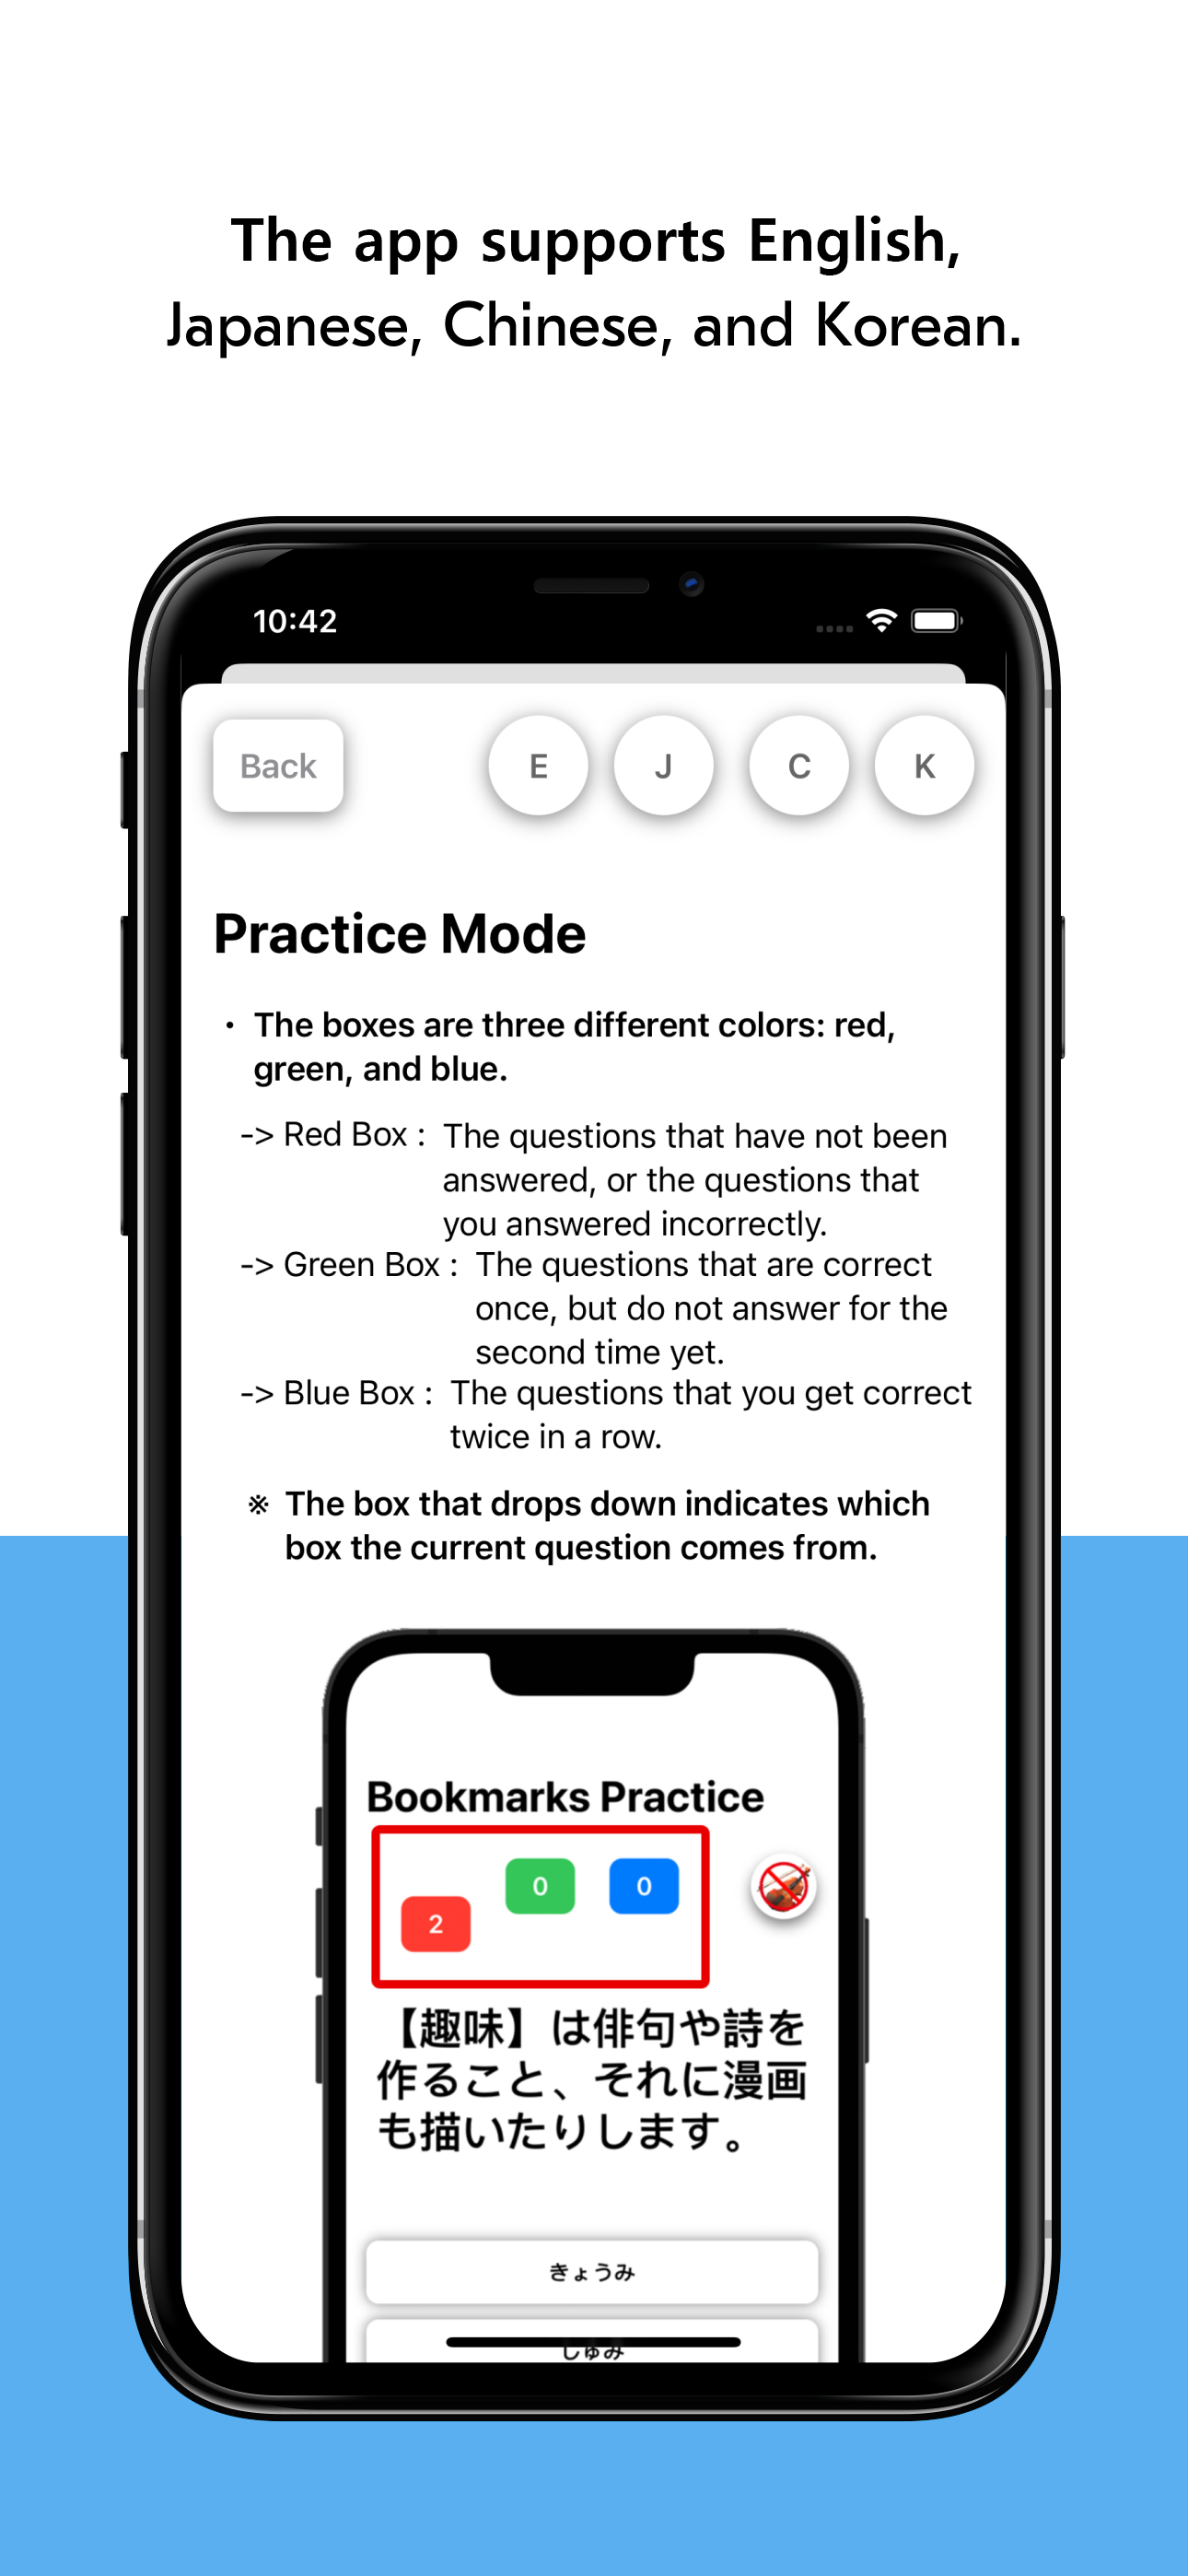 The app supports English,
Japanese, Chinese, and Korean.
10:42
Back
E
J
C
K
Practice Mode
・ The boxes are three different colors: red,
green, and blue.
-> Red Box : The questions that have not been
answered, or the questions that
you answered incorrectly.
-> Green Box : The questions that are correct
once, but do not answer for the
second time yet.
-> Blue Box : The questions that you get correct
twice in a row.
※ The box that drops down indicates which
box the current question comes from.
Bookmarks Practice
2
0
0
【趣味】は俳句や詩を
作ること、それに漫画
も描いたりします。
きょうみ
しゅみ